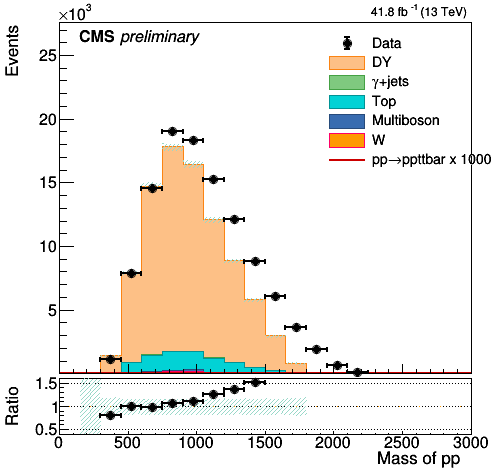 ×10³
41.8 fb⁻¹ (13 TeV)
CMS preliminary
Events
25
20
15
10
5
Data
DY
γ+jets
Top
Multiboson
W
pp→ppttbar x 1000
Ratio
1.5
1
0.5
0 500 1000 1500 2000 2500 3000
Mass of pp